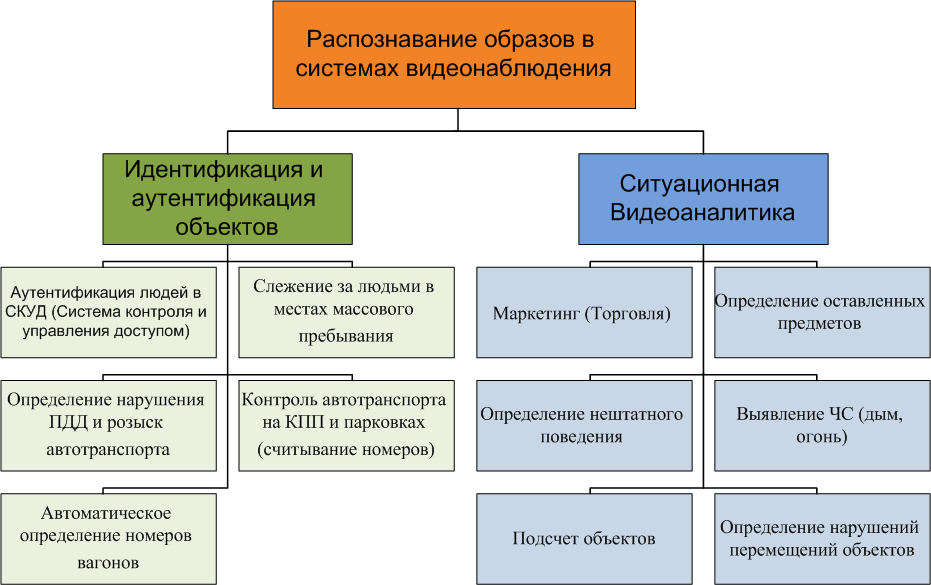 Распознавание образов в
системах видеонаблюдения
Идентификация и
аутентификация
объектов
Ситуационная
Видеоаналитика
Аутентификация людей в
СКУД (Система контроля и
управления доступом)
Слежение за людьми в
местах массового
пребывания
Маркетинг (Торговля)
Определение оставленных
предметов
Определение нарушения
ПДД и розыск
автотранспорта
Контроль автотранспорта
на КПП и парковках
(считывание номеров)
Определение нештатного
поведения
Выявление ЧС (дым,
огонь)
Автоматическое
определение номеров
вагонов
Подсчет объектов
Определение нарушений
перемещений объектов